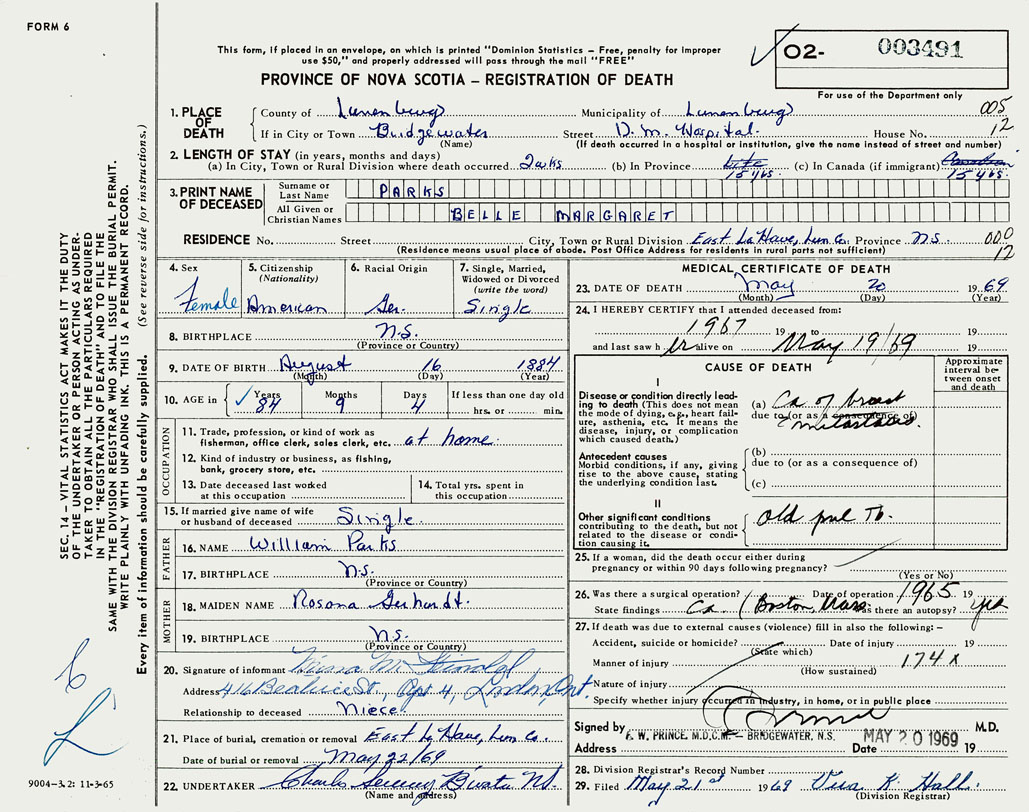 FORM 6
This form, if placed in an envelope, on which is printed "Dominion Statistics – Free, penalty for improper
use $50," and properly addressed will pass through the mail "FREE"
PROVINCE OF NOVA SCOTIA – REGISTRATION OF DEATH
O2- 003491
For use of the Department only
005
12
1. PLACE OF DEATH
County of Lunenburg Municipality of Lunenburg
If in City or Town Bridgewater Street D. M. Hospital. House No.
(Name) (If death occurred in a hospital or institution, give the name instead of street and number)
2. LENGTH OF STAY (in years, months and days)
(a) In City, Town or Rural Division where death occurred 2 wks (b) In Province Life 15 yrs. (c) In Canada (if immigrant) Canadian 15 yrs.
3. PRINT NAME OF DECEASED
Surname or Last Name PARKS
All Given or Christian Names BELLE MARGARET
RESIDENCE No. Street City, Town or Rural Division East LaHave, Lun Co. Province N.S.
(Residence means usual place of abode. Post Office Address for residents in rural parts not sufficient)
000
12
4. Sex
Female
5. Citizenship
(Nationality)
American
6. Racial Origin
Ger.
7. Single, Married, Widowed or Divorced
(write the word)
Single
8. BIRTHPLACE N.S.
(Province or Country)
9. DATE OF BIRTH August 16 1884
(Month) (Day) (Year)
10. AGE in Years Months Days If less than one day old
84 9 4 hrs. or min.
OCCUPATION
11. Trade, profession, or kind of work as
fisherman, office clerk, sales clerk, etc. at home.
12. Kind of industry or business, as fishing,
bank, grocery store, etc.
13. Date deceased last worked
at this occupation
14. Total yrs. spent in
this occupation
15. If married give name of wife
or husband of deceased Single.
FATHER
16. NAME William Parks
17. BIRTHPLACE N.S.
(Province or Country)
MOTHER
18. MAIDEN NAME Rosona Gerhardt.
19. BIRTHPLACE N.S.
(Province or Country)
20. Signature of informant
Address 416 Beatrice St., Apt 4, London, Ont.
Relationship to deceased Niece.
21. Place of burial, cremation or removal East LaHave, Lun Co.
Date of burial or removal May 22/69
22. UNDERTAKER Charles Sweeny B'Water NS.
(Name and address)
MEDICAL CERTIFICATE OF DEATH
23. DATE OF DEATH May 20 1969
(Month) (Day) (Year)
24. I HEREBY CERTIFY that I attended deceased from:
1967 19 to 19
and last saw her alive on May 19/69 19
CAUSE OF DEATH
Approximate interval between onset and death
I
Disease or condition directly leading to death (This does not mean the mode of dying, e.g., heart failure, asthenia, etc. It means the disease, injury, or complication which caused death.)
(a) Ca of breast
due to (or as a consequence of)
c metastases.
Antecedent causes
Morbid conditions, if any, giving rise to the above cause, stating the underlying condition last.
(b)
due to (or as a consequence of)
(c)
II
Other significant conditions contributing to the death, but not related to the disease or condition causing it.
old pul Tb.
25. If a woman, did the death occur either during
pregnancy or within 90 days following pregnancy?
(Yes or No)
26. Was there a surgical operation? Date of operation 1965 19
State findings Ca. (Boston, Mass. Was there an autopsy? yes
27. If death was due to external causes (violence) fill in also the following: –
Accident, suicide or homicide? Date of injury 19
(State which)
Manner of injury 174 x
(How sustained)
Nature of injury
Specify whether injury occurred in industry, in home, or in public place
Signed by M.D.
Address F. W. PRINCE. M.D.C.M. – BRIDGEWATER, N.S. Date MAY 20 1969 19
28. Division Registrar's Record Number
29. Filed May 21st 1969 Vera K. Hall.
(Division Registrar)
SEC. 14 – VITAL STATISTICS ACT MAKES IT THE DUTY
OF THE UNDERTAKER OR PERSON ACTING AS UNDER-
TAKER TO OBTAIN ALL THE PARTICULARS REQUIRED
IN THE "REGISTRATION OF DEATH" AND TO FILE THE
SAME WITH THE DIVISION REGISTRAR WHO SHALL ISSUE THE BURIAL PERMIT.
WRITE PLAINLY WITH UNFADING INK. THIS IS A PERMANENT RECORD.
Every item of information should be carefully supplied. (See reverse side for instructions.)
9004-3.2: 11-3-65